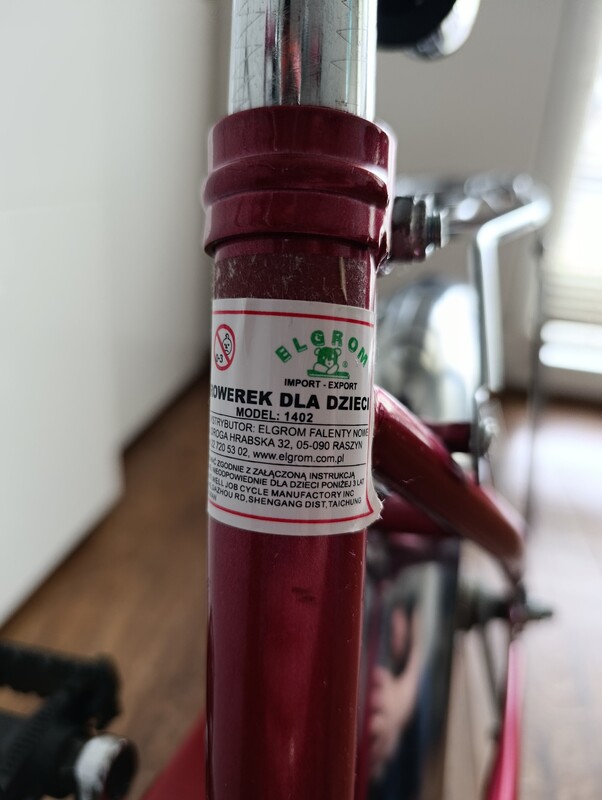 0-3
ELGROM
®
IMPORT - EXPORT
ROWEREK DLA DZIECI
MODEL: 1402
STRYBUTOR: ELGROM FALENTY NOWE
DROGA HRABSKA 32, 05-090 RASZYN
22 720 53 02, www.elgrom.com.pl
ZGODNIE Z ZAŁĄCZONĄ INSTRUKCJĄ
NIEODPOWIEDNIE DLA DZIECI PONIŻEJ 3 LAT
WELL JOB CYCLE MANUFACTORY INC
RD, SHENGANG DIST, TAICHUNG